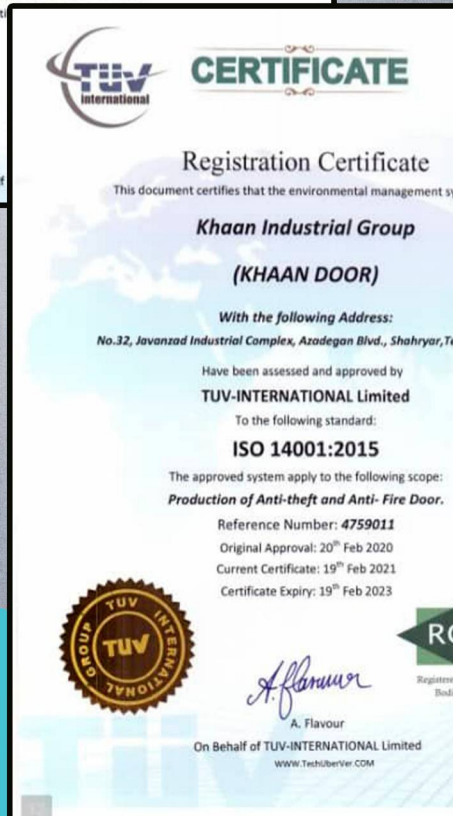 TÜV
international
CERTIFICATE
Registration Certificate
This document certifies that the environmental management
Khaan Industrial Group
(KHAAN DOOR)
With the following Address:
No.32, Javanzad Industrial Complex, Azadegan Blvd., Shahryar,
Have been assessed and approved by
TUV-INTERNATIONAL Limited
To the following standard:
ISO 14001:2015
The approved system apply to the following scope:
Production of Anti-theft and Anti- Fire Door.
Reference Number: 4759011
Original Approval: 20th Feb 2020
Current Certificate: 19th Feb 2021
Certificate Expiry: 19th Feb 2023
TUV INTERNATIONAL GROUP
TUV
A. Flavour
On Behalf of TUV-INTERNATIONAL Limited
WWW.TechUberVer.COM